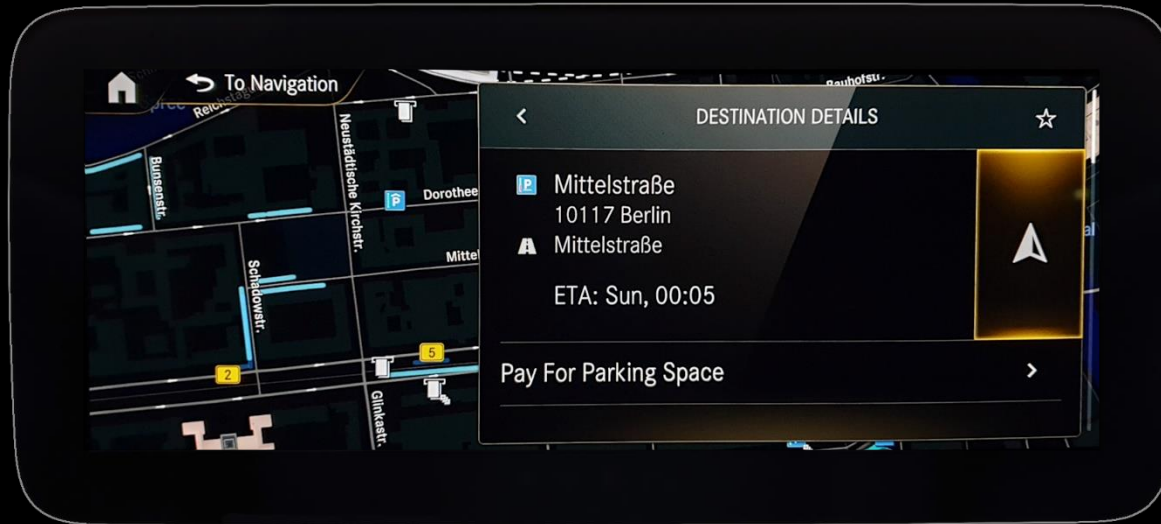 To Navigation
Bauhofstr.
DESTINATION DETAILS
Bunsenstr.
Neustädtische Kirchstr.
P
Dorothee
P
Mittelstraße
10117 Berlin
Mittelstraße
Mittel
Schadowstr.
ETA: Sun, 00:05
5
2
Pay For Parking Space
Glinkastr.